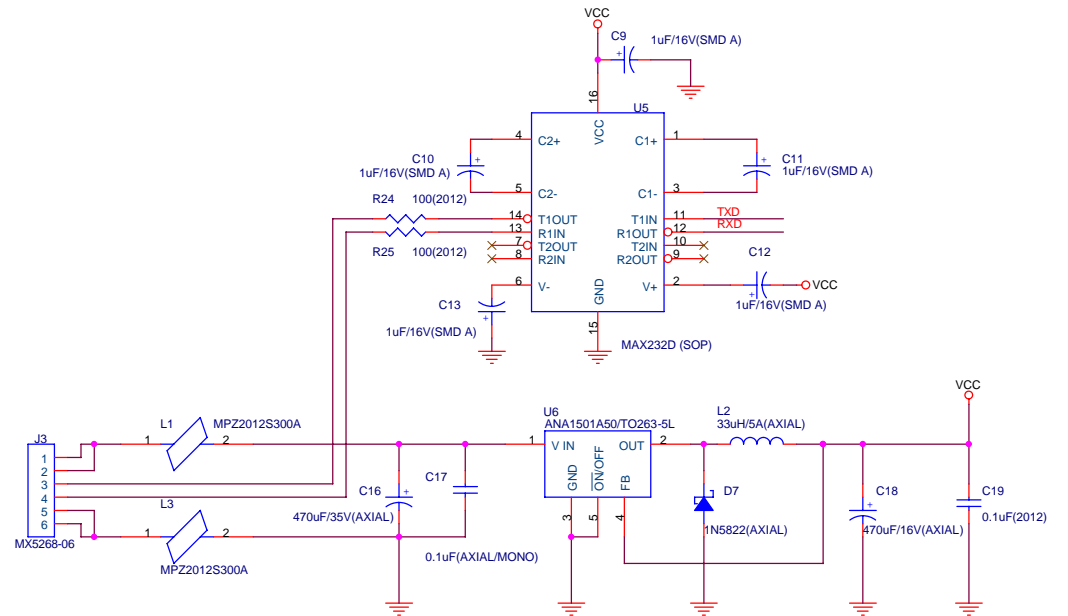 VCC
C9
1uF/16V(SMD A)
16
U5
VCC
4
C2+
C1+
1
C10
1uF/16V(SMD A)
C11
1uF/16V(SMD A)
5
C2-
C1-
3
R24
100(2012)
14
T1OUT
T1IN
11
TXD
13
R1IN
R1OUT
12
RXD
7
T2OUT
T2IN
10
R25
100(2012)
8
R2IN
R2OUT
9
C12
6
V-
GND
V+
2
VCC
C13
1uF/16V(SMD A)
1uF/16V(SMD A)
15
MAX232D (SOP)
VCC
L1
MPZ2012S300A
U6
ANA1501A50/TO263-5L
L2
33uH/5A(AXIAL)
J3
1
2
1
V IN
OUT
2
1
2
3
4
5
6
MX5268-06
GND
ON/OFF
FB
C16
470uF/35V(AXIAL)
C17
0.1uF(AXIAL/MONO)
3
5
4
D7
1N5822(AXIAL)
C18
470uF/16V(AXIAL)
C19
0.1uF(2012)
L3
1
2
MPZ2012S300A